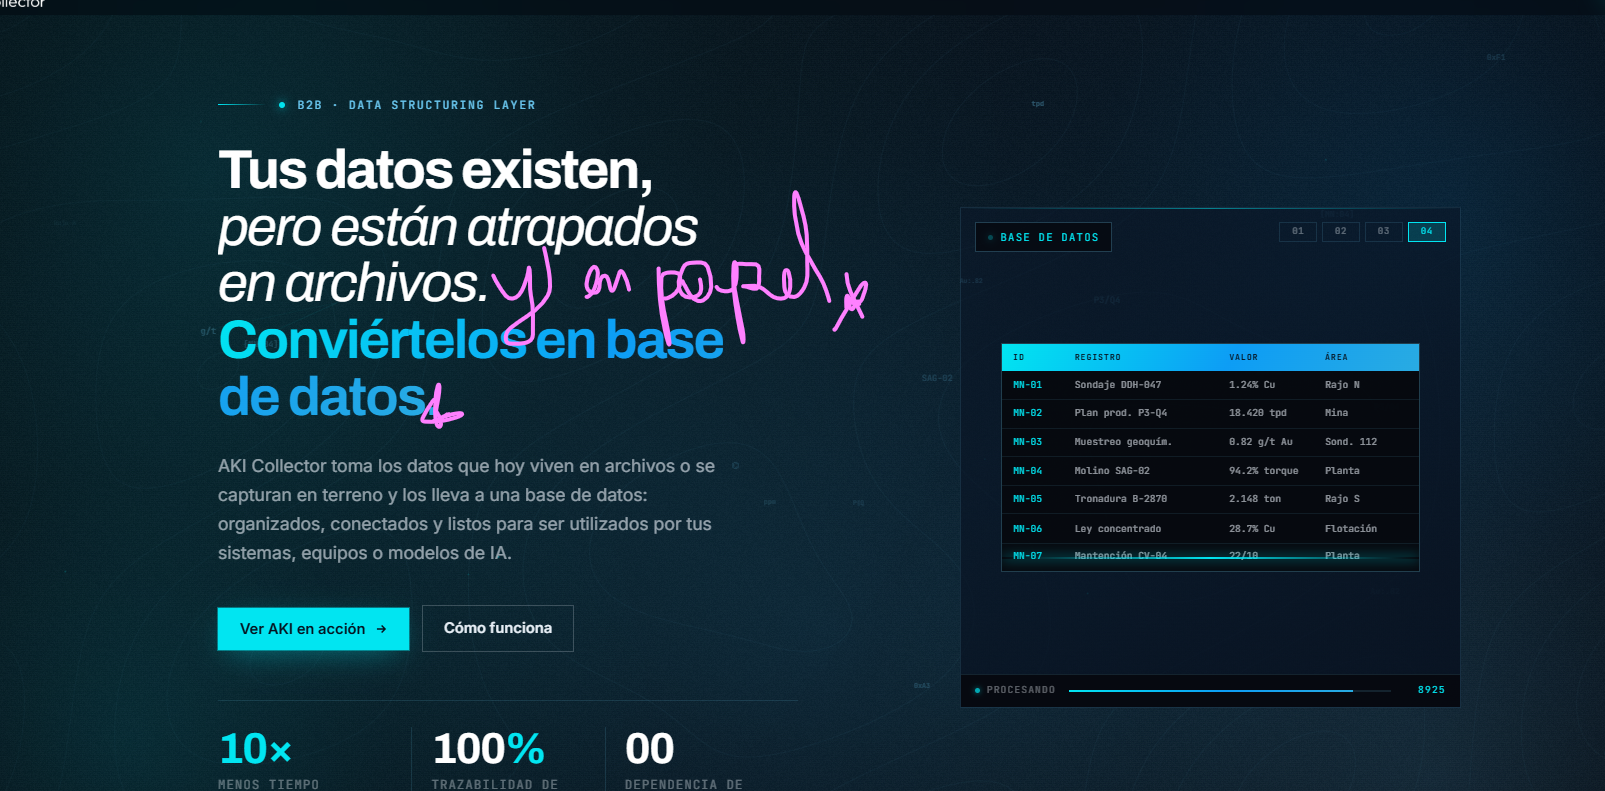 ollector
B2B · DATA STRUCTURING LAYER
Tus datos existen,
pero están atrapados
en archivos. y en papel
Conviértelos en base
de datos.
AKI Collector toma los datos que hoy viven en archivos o se
capturan en terreno y los lleva a una base de datos:
organizados, conectados y listos para ser utilizados por tus
sistemas, equipos o modelos de IA.
Ver AKI en acción →
Cómo funciona
10× 100% 00
MENOS TIEMPO TRAZABILIDAD DE DEPENDENCIA DE
tpd
g/t
SAG-02
BASE DE DATOS 01 02 03 04
ID REGISTRO VALOR ÁREA
MN-01 Sondaje DDH-047 1.24% Cu Rajo N
MN-02 Plan prod. P3-Q4 18.420 tpd Mina
MN-03 Muestreo geoquím. 0.82 g/t Au Sond. 112
MN-04 Molino SAG-02 94.2% torque Planta
MN-05 Tronadura B-2870 2.148 ton Rajo S
MN-06 Ley concentrado 28.7% Cu Flotación
MN-07 Mantención CV-04 22/10 Planta
PROCESANDO 8925